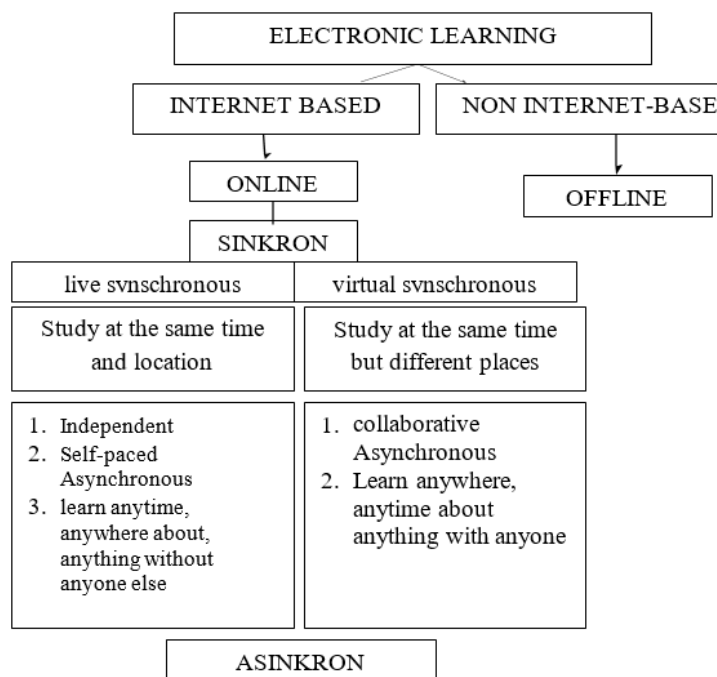 ELECTRONIC LEARNING
INTERNET BASED
NON INTERNET-BASE
ONLINE
OFFLINE
SINKRON
live svnschronous
virtual svnschronous
Study at the same time
and location
Study at the same time
but different places
1. Independent
2. Self-paced
Asynchronous
3. learn anytime,
anywhere about,
anything without
anyone else
1. collaborative
Asynchronous
2. Learn anywhere,
anytime about
anything with anyone
ASINKRON